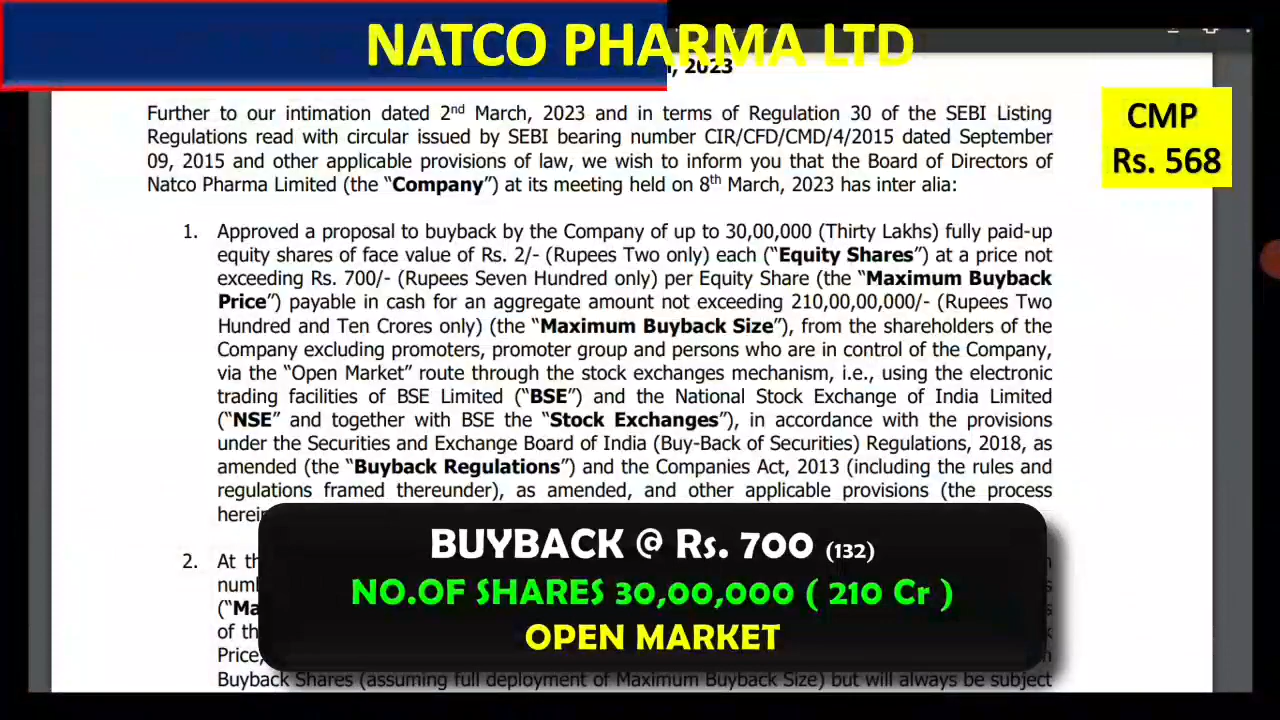 NATCO PHARMA LTD
, 2023
CMP
Rs. 568
Further to our intimation dated 2nd March, 2023 and in terms of Regulation 30 of the SEBI Listing
Regulations read with circular issued by SEBI bearing number CIR/CFD/CMD/4/2015 dated September
09, 2015 and other applicable provisions of law, we wish to inform you that the Board of Directors of
Natco Pharma Limited (the “Company”) at its meeting held on 8th March, 2023 has inter alia:
1. Approved a proposal to buyback by the Company of up to 30,00,000 (Thirty Lakhs) fully paid-up
equity shares of face value of Rs. 2/- (Rupees Two only) each (“Equity Shares”) at a price not
exceeding Rs. 700/- (Rupees Seven Hundred only) per Equity Share (the “Maximum Buyback
Price”) payable in cash for an aggregate amount not exceeding 210,00,00,000/- (Rupees Two
Hundred and Ten Crores only) (the “Maximum Buyback Size”), from the shareholders of the
Company excluding promoters, promoter group and persons who are in control of the Company,
via the “Open Market” route through the stock exchanges mechanism, i.e., using the electronic
trading facilities of BSE Limited (“BSE”) and the National Stock Exchange of India Limited
(“NSE” and together with BSE the “Stock Exchanges”), in accordance with the provisions
under the Securities and Exchange Board of India (Buy-Back of Securities) Regulations, 2018, as
amended (the “Buyback Regulations”) and the Companies Act, 2013 (including the rules and
regulations framed thereunder), as amended, and other applicable provisions (the process
BUYBACK @ Rs. 700 (132)
NO.OF SHARES 30,00,000 ( 210 Cr )
OPEN MARKET
2. At
of
Price,
Buyback Shares (assuming full deployment of Maximum Buyback Size) but will always be subject